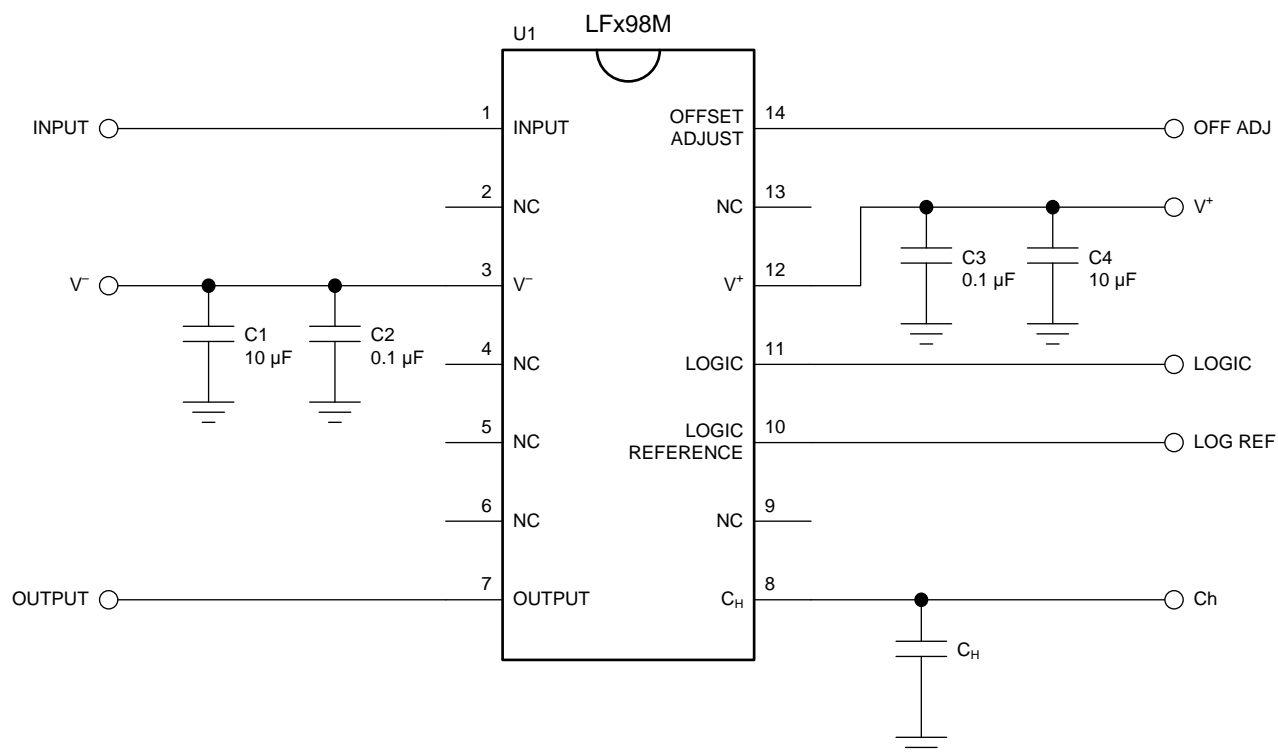 LFx98M
U1
INPUT
1
INPUT
OFFSET
ADJUST
14
OFF ADJ
2
NC
NC
13
V⁺
V⁻
3
V⁻
V⁺
12
C3
0.1 µF
C4
10 µF
C1
10 µF
C2
0.1 µF
4
NC
LOGIC
11
LOGIC
5
NC
LOGIC
REFERENCE
10
LOG REF
6
NC
NC
9
OUTPUT
7
OUTPUT
C_H
8
Ch
C_H